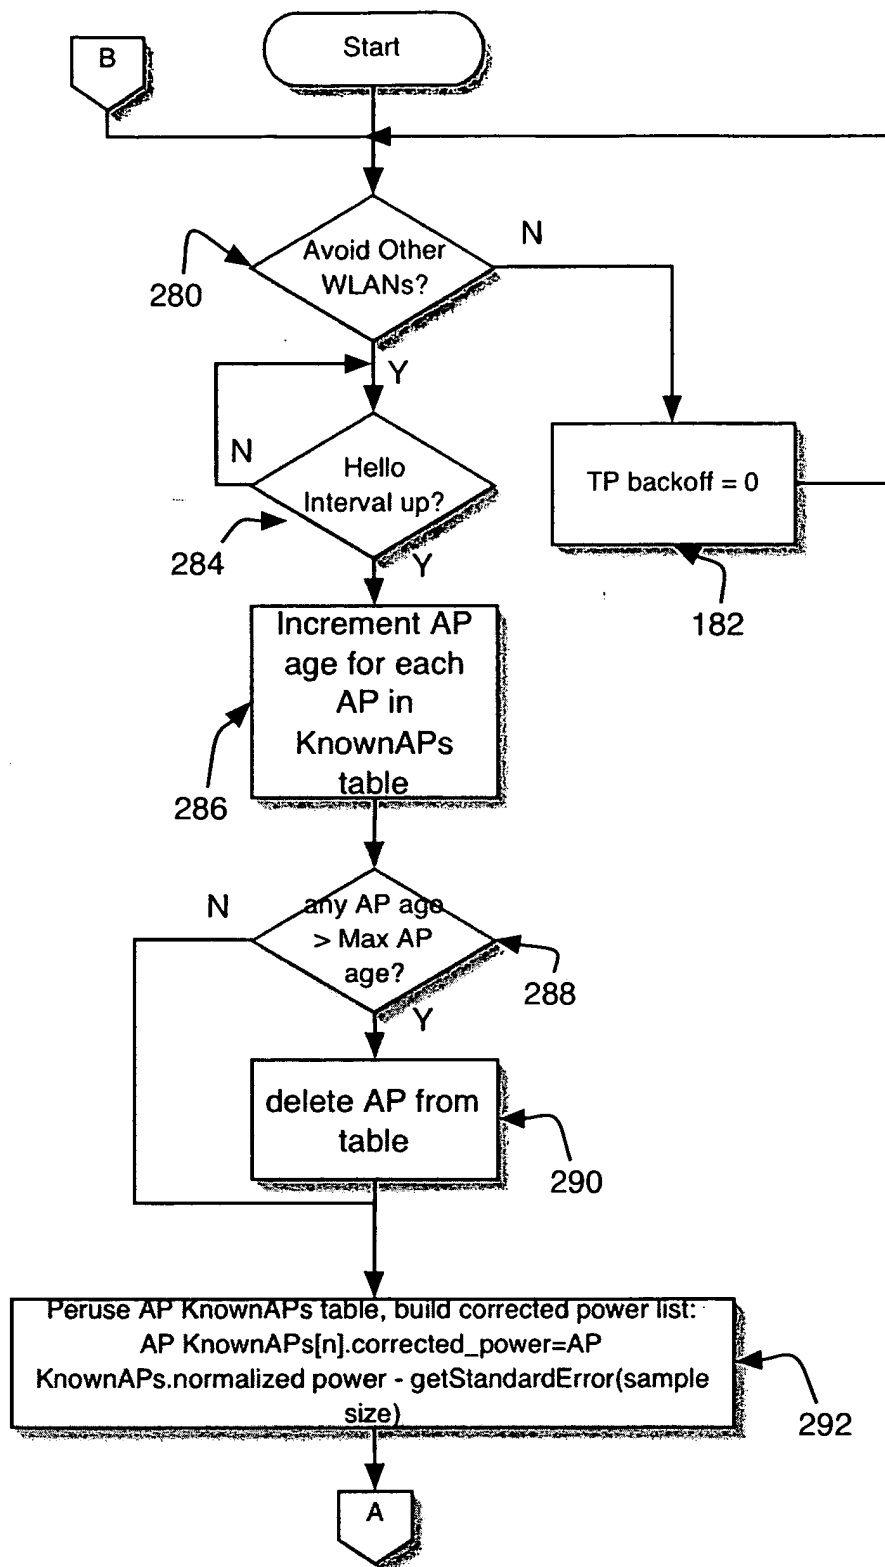 B
Start
Avoid Other
WLANs?
N
280
Y
N
Hello
Interval up?
284
Y
TP backoff = 0
182
Increment AP
age for each
AP in
KnownAPs
table
286
N
any AP age
> Max AP
age?
288
Y
delete AP from
table
290
Peruse AP KnownAPs table, build corrected power list:
AP KnownAPs[n].corrected_power=AP
KnownAPs.normalized power - getStandardError(sample
size)
292
A